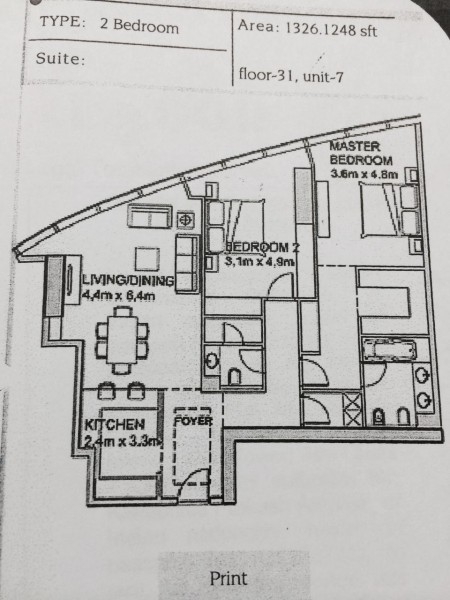 TYPE: 2 Bedroom
Area: 1326.1248 sft
Suite:
floor-31, unit-7
MASTER
BEDROOM
3.6m x 4.8m
BEDROOM 2
3,1m x 4,9m
LIVING/DINING
4,4m x 6,4m
KITCHEN
2,4m x 3.3m
FOYER
Print